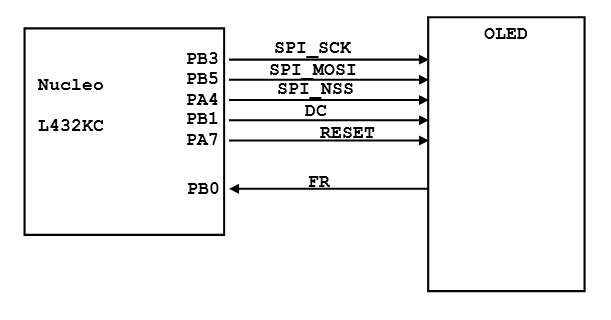 OLED
Nucleo
L432KC
PB3 SPI_SCK
PB5 SPI_MOSI
PA4 SPI_NSS
PB1 DC
PA7 RESET
PB0 FR